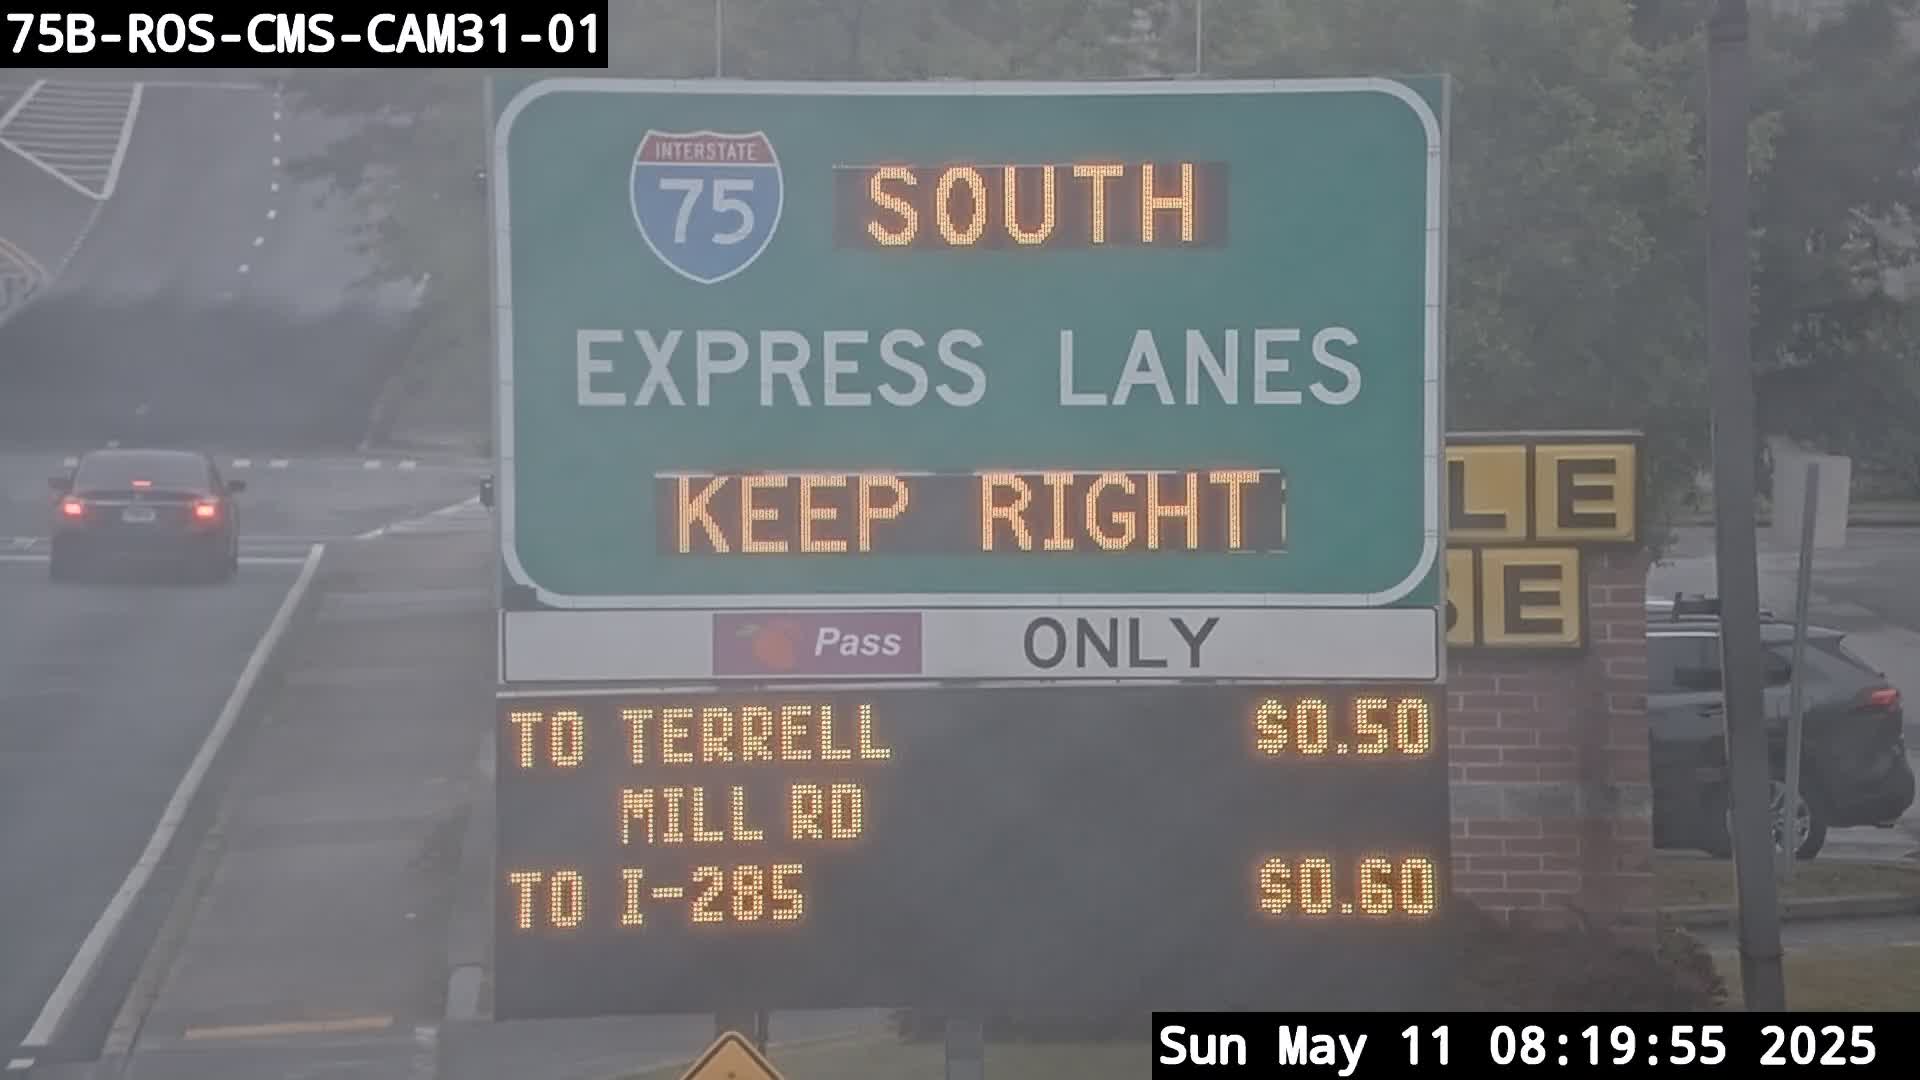 75B-ROS-CMS-CAM31-01
INTERSTATE
75
SOUTH
EXPRESS LANES
KEEP RIGHT
Pass ONLY
TO TERRELL $0.50
MILL RD
TO I-285 $0.60
LE
E
Sun May 11 08:19:55 2025